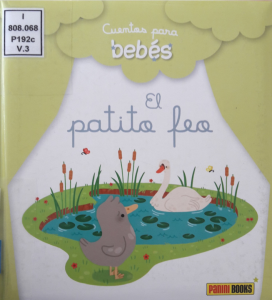 I
808.068
P192c
V.3
Cuentos para
bebés
El
patito feo
PANINI BOOKS